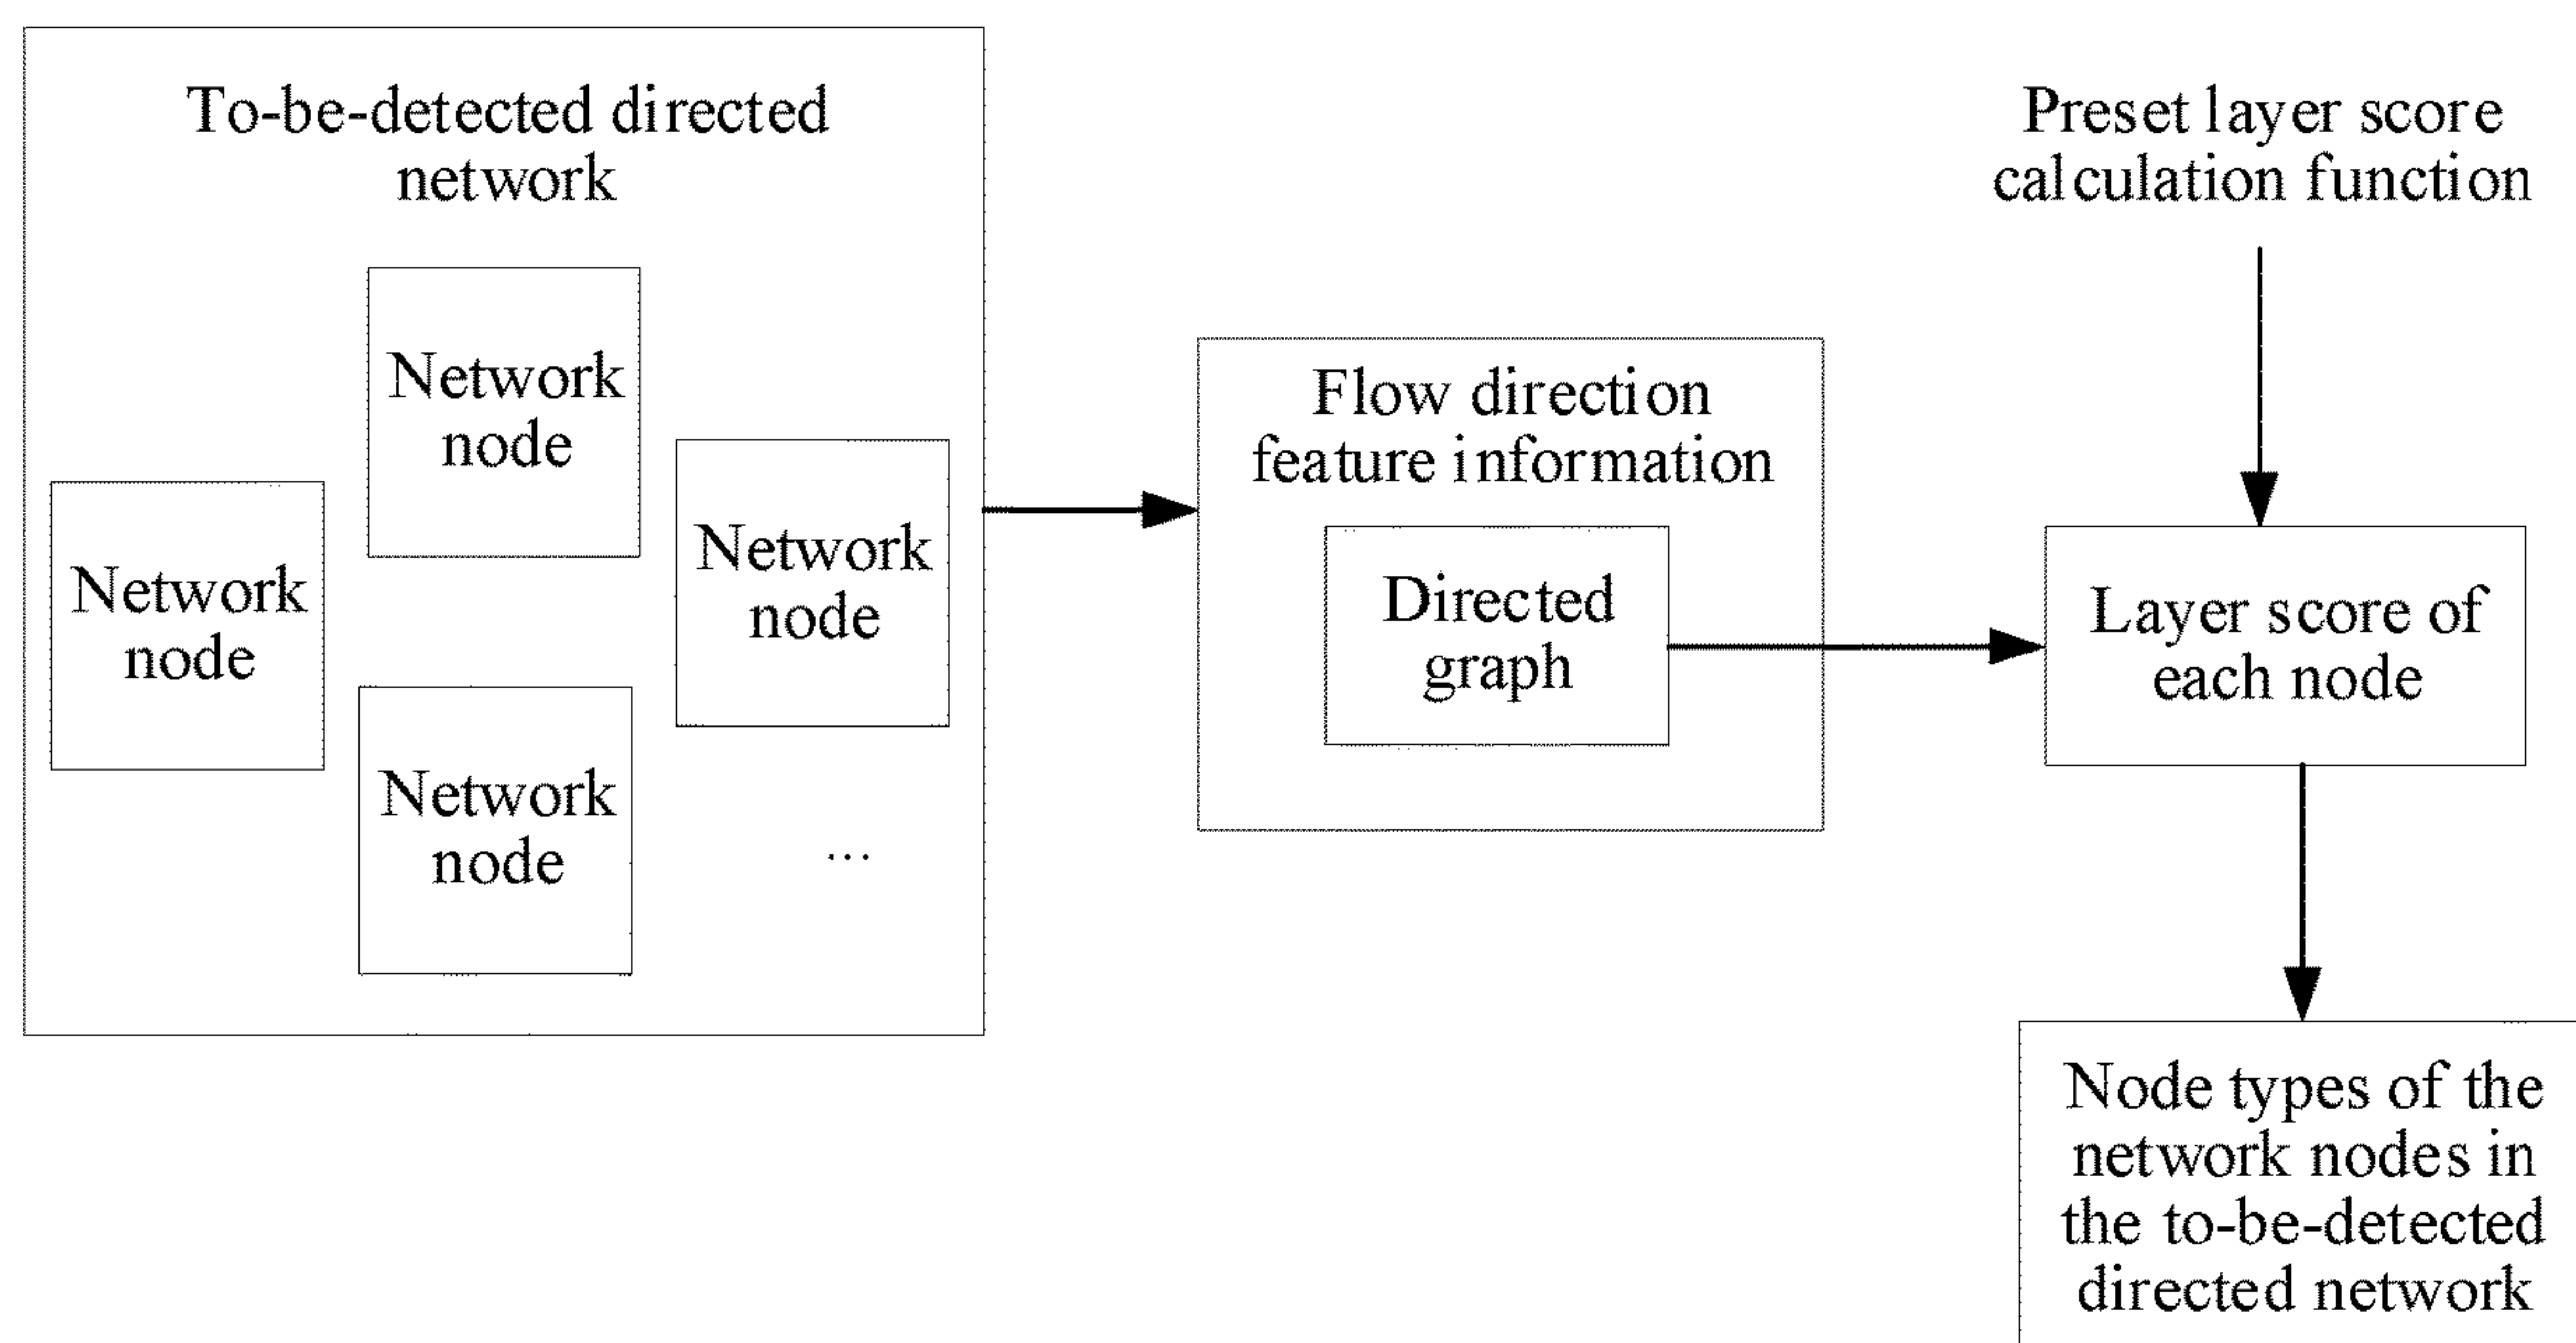 To-be-detected directed
network
Network
node
Network
node
Network
node
Network
node
...
Flow direction
feature information
Directed
graph
Preset layer score
calculation function
Layer score of
each node
Node types of the
network nodes in
the to-be-detected
directed network